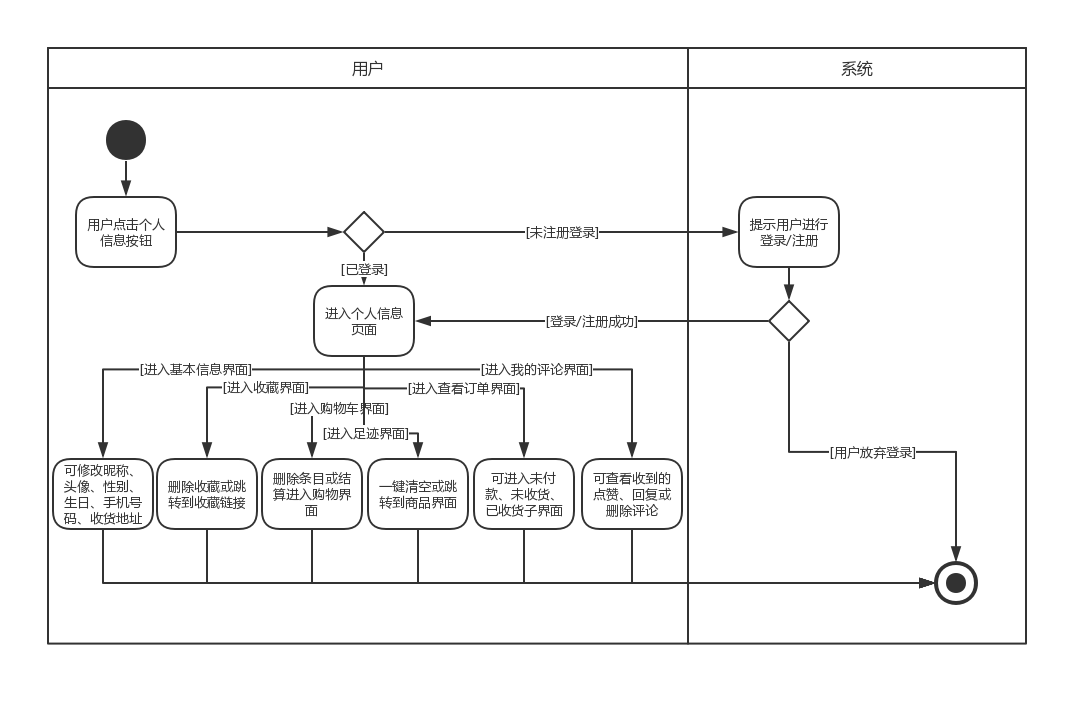 用户
系统
用户点击个人
信息按钮
[未注册登录]
提示用户进行
登录/注册
[已登录]
进入个人信息
页面
[登录/注册成功]
[进入基本信息界面]
[进入我的评论界面]
[进入收藏界面]
[进入查看订单界面]
[进入购物车界面]
[进入足迹界面]
[用户放弃登录]
可修改昵称、
头像、性别、
生日、手机号
码、收货地址
删除收藏或跳
转到收藏链接
删除条目或结
算进入购物界
面
一键清空或跳
转到商品界面
可进入未付
款、未收货、
已收货子界面
可查看收到的
点赞、回复或
删除评论